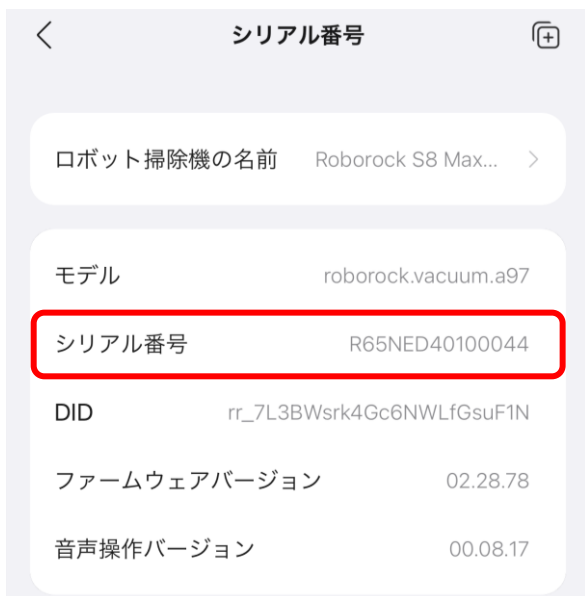 シリアル番号
ロボット掃除機の名前 Roborock S8 Max...
モデル roborock.vacuum.a97
シリアル番号 R65NED40100044
DID rr_7L3BWsrk4Gc6NWLfGsuF1N
ファームウェアバージョン 02.28.78
音声操作バージョン 00.08.17